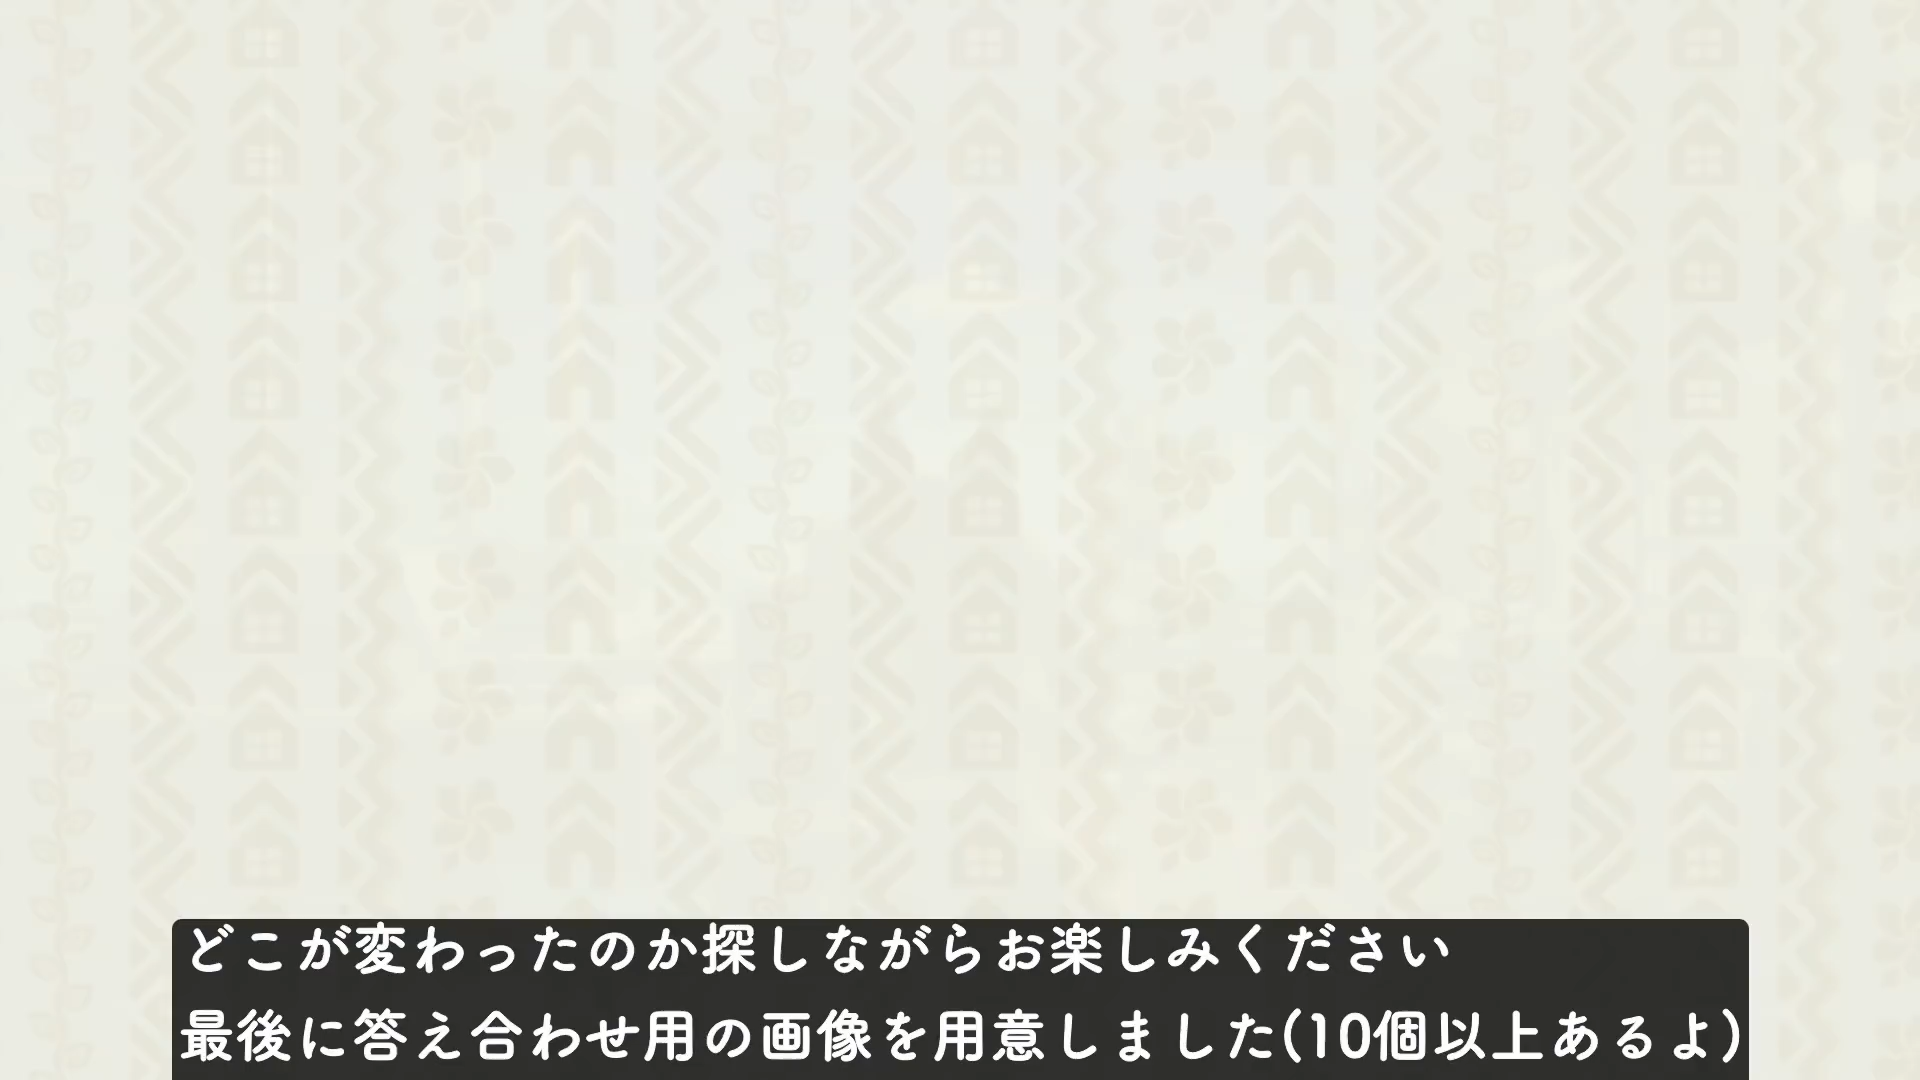 どこが変わったのか探しながらお楽しみください
最後に答え合わせ用の画像を用意しました(10個以上あるよ)